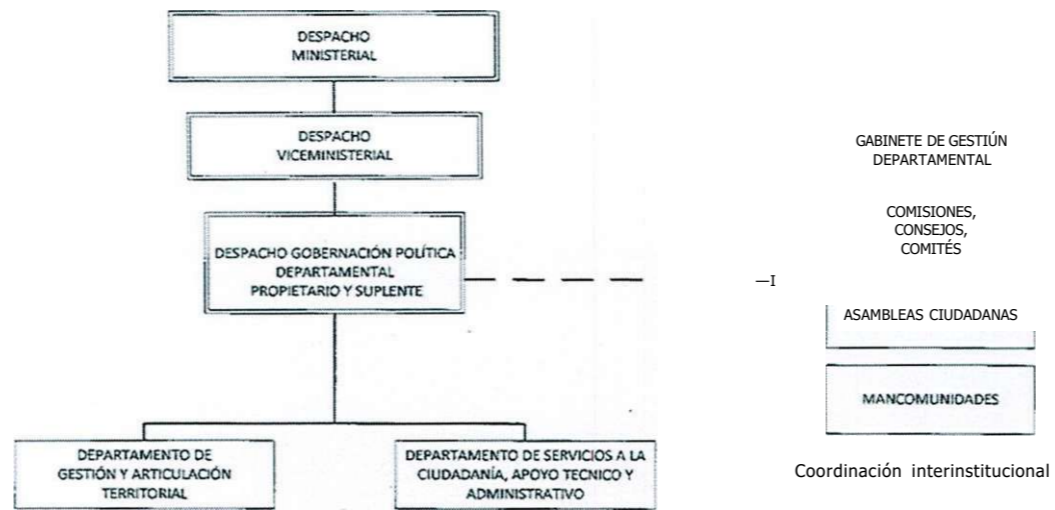 DESPACHO
MINISTERIAL
DESPACHO
VICEMINISTERIAL
DESPACHO GOBERNACIÓN POLÍTICA
DEPARTAMENTAL
PROPIETARIO Y SUPLENTE
DEPARTAMENTO DE
GESTIÓN Y ARTICULACIÓN
TERRITORIAL
DEPARTAMENTO DE SERVICIOS A LA
CIUDADANÍA, APOYO TECNICO Y
ADMINISTRATIVO
GABINETE DE GESTIÚN
DEPARTAMENTAL
COMISIONES,
CONSEJOS,
COMITÉS
—I
ASAMBLEAS CIUDADANAS
MANCOMUNIDADES
Coordinación interinstitucional